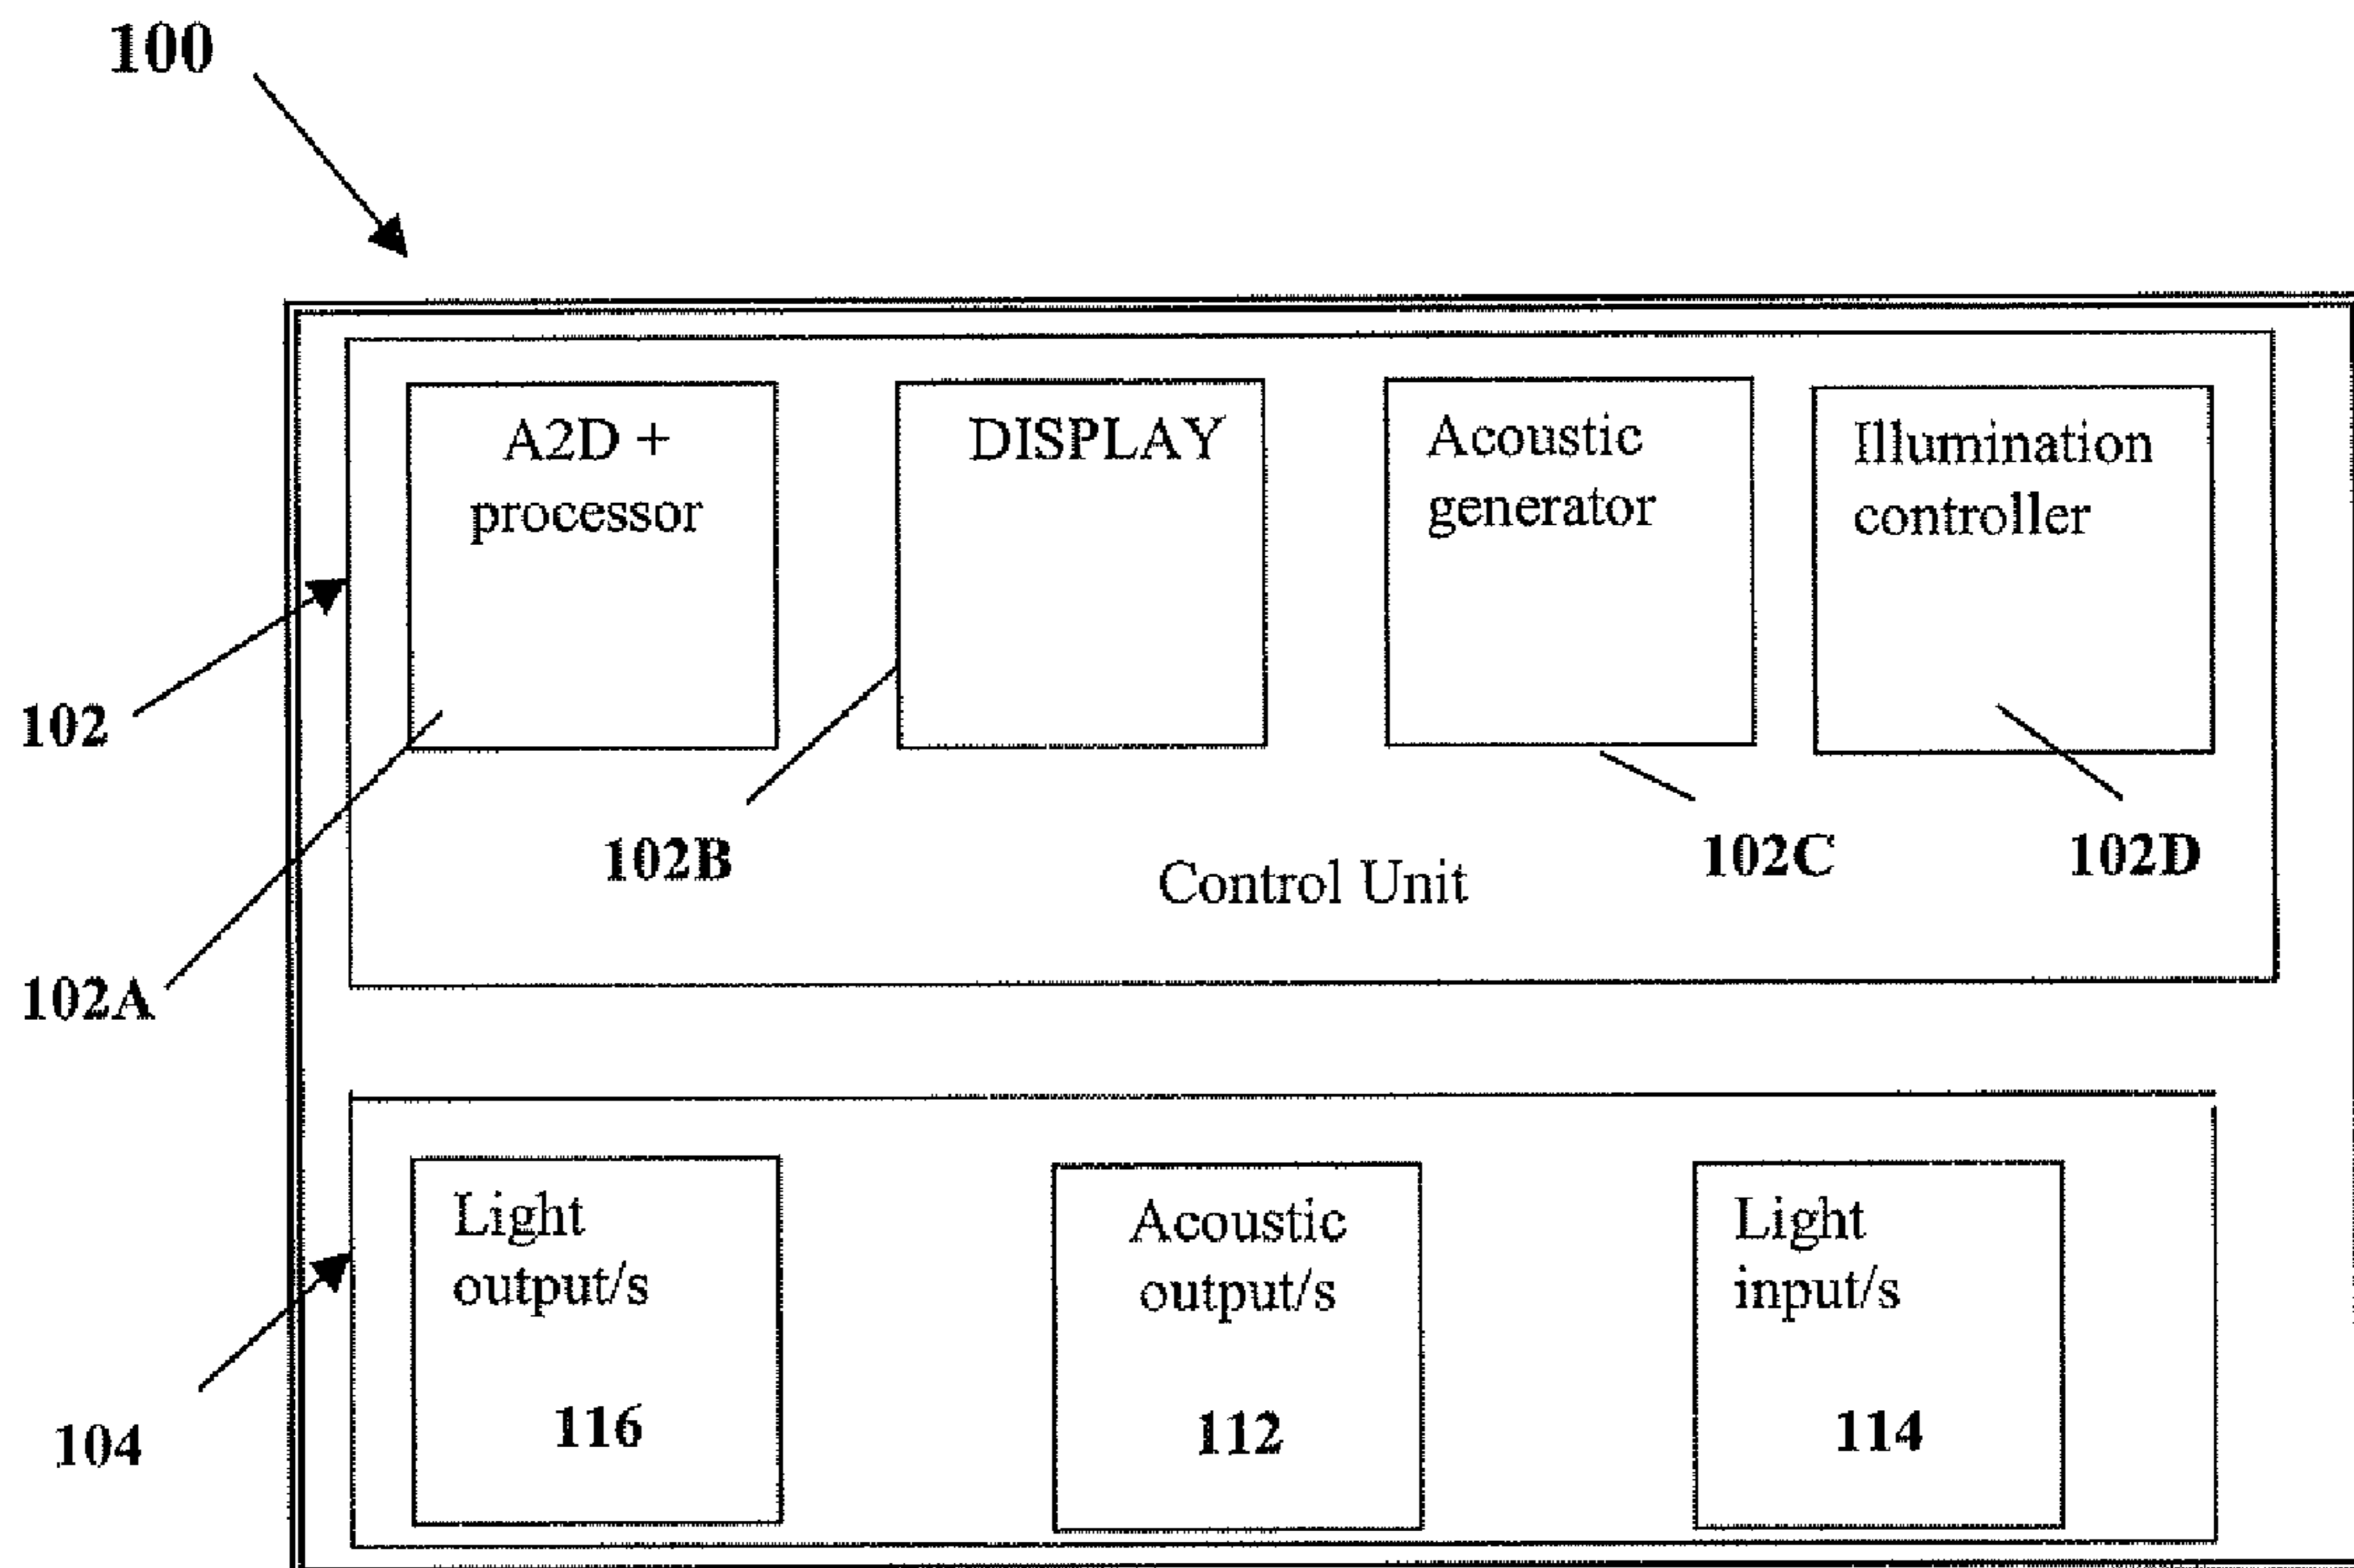 100
A2D +
processor
DISPLAY
Acoustic
generator
Illumination
controller
102
102B
102C
102D
Control Unit
102A
Light
output/s
116
Acoustic
output/s
112
Light
input/s
114
104